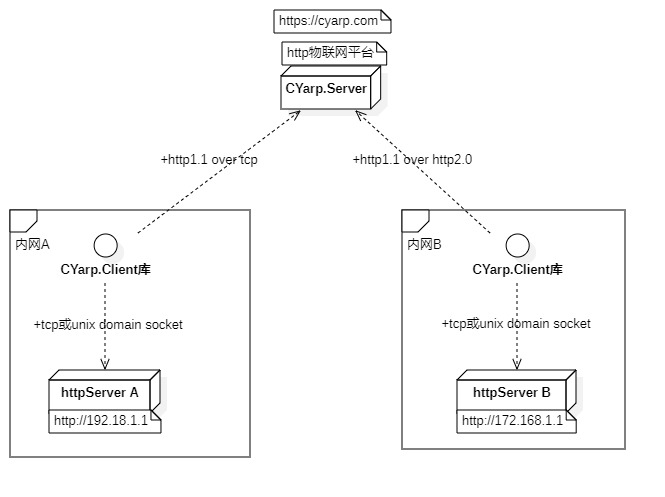 https://cyarp.com
http物联网平台
CYarp.Server
+http1.1 over tcp
+http1.1 over http2.0
内网A
CYarp.Client库
+tcp或unix domain socket
httpServer A
http://192.18.1.1
内网B
CYarp.Client库
+tcp或unix domain socket
httpServer B
http://172.168.1.1